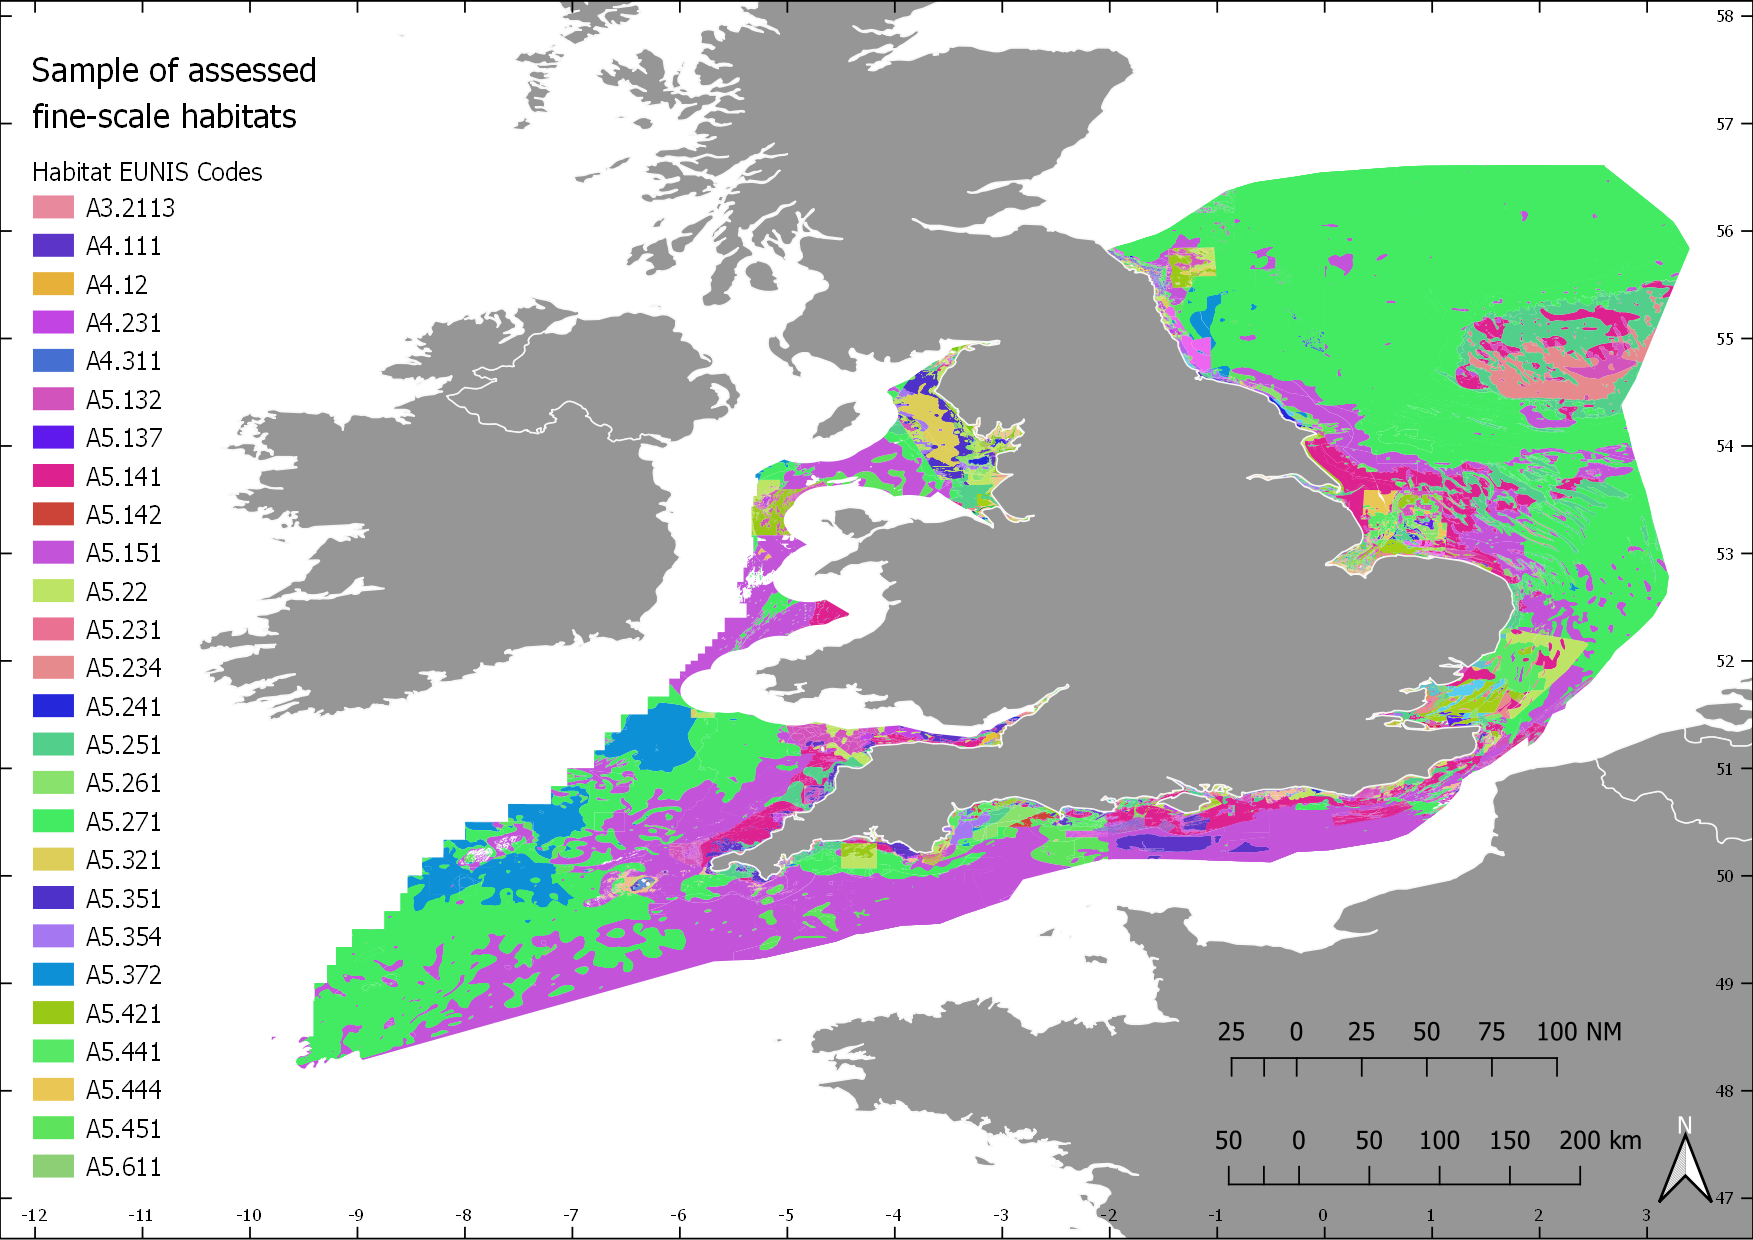 Sample of assessed
fine-scale habitats
Habitat EUNIS Codes
A3.2113
A4.111
A4.12
A4.231
A4.311
A5.132
A5.137
A5.141
A5.142
A5.151
A5.22
A5.231
A5.234
A5.241
A5.251
A5.261
A5.271
A5.321
A5.351
A5.354
A5.372
A5.421
A5.441
A5.444
A5.451
A5.611
58
57
56
55
54
53
52
51
50
49
48
47
25 0 25 50 75 100 NM
50 0 50 100 150 200 km
N
-12 -11 -10 -9 -8 -7 -6 -5 -4 -3 -2 -1 0 1 2 3